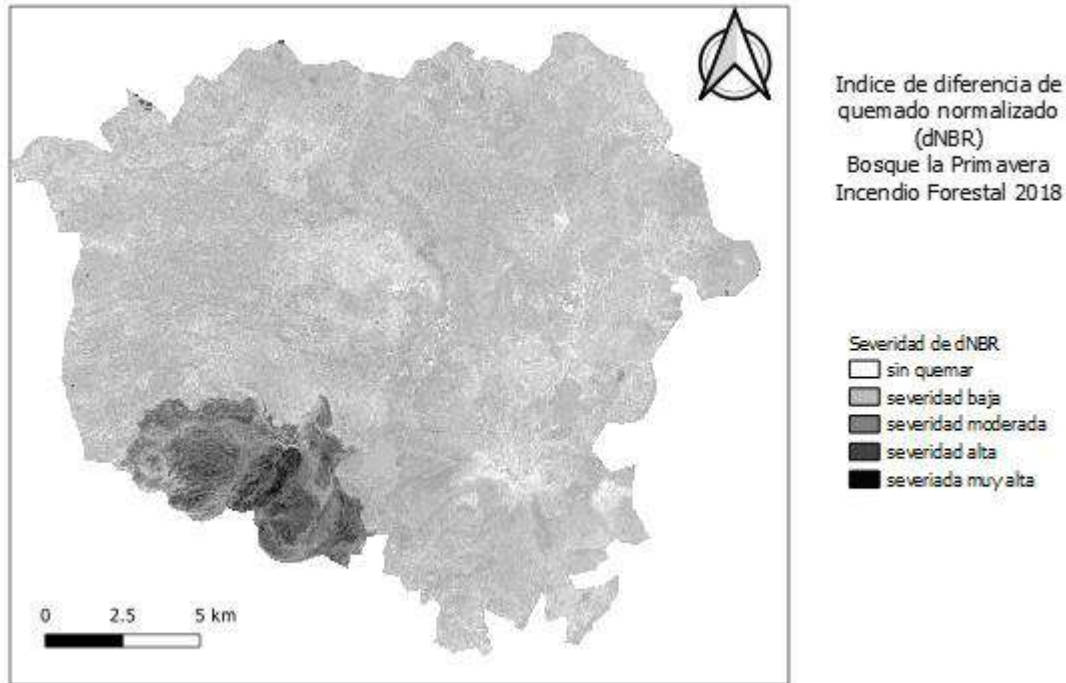 Indice de diferencia de
quemado normalizado
(dNBR)
Bosque la Primavera
Incendio Forestal 2018
Severidad de dNBR
sin quemar
severidad baja
severidad moderada
severidad alta
severiada muy alta
0 2.5 5 km